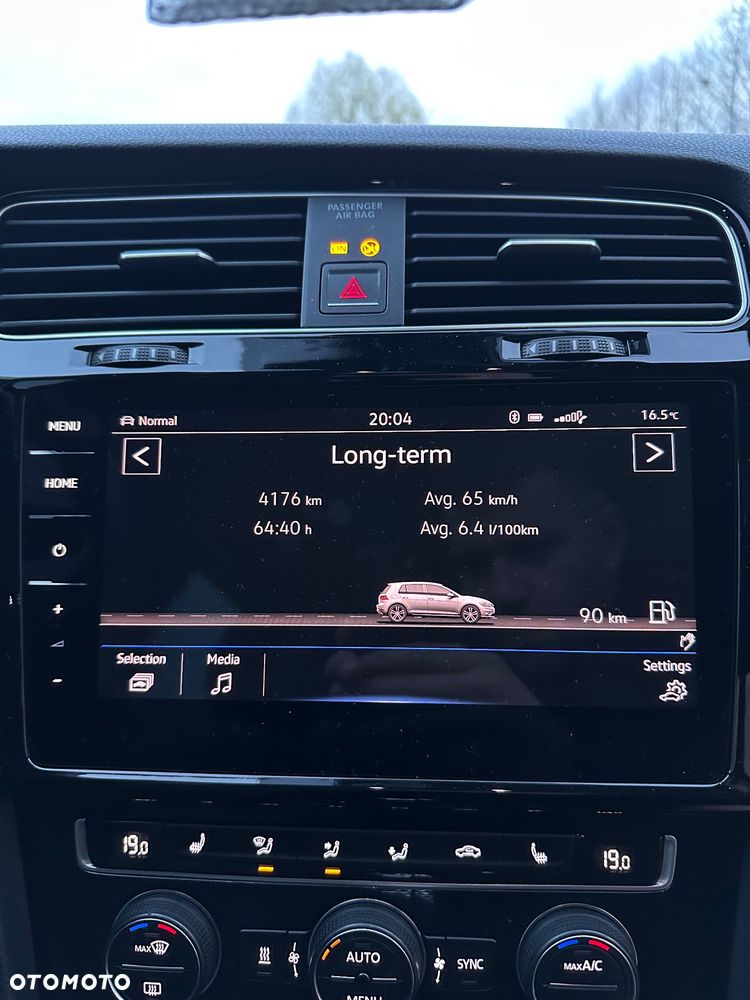 PASSENGER
AIR BAG
ON
MENU
HOME
+
-
Normal
20:04
16.5°C
<
Long-term
>
4176 km
Avg. 65 km/h
64:40 h
Avg. 6.4 l/100km
90 km
Selection
Media
Settings
19.0
19.0
MAX
AUTO
MENU
SYNC
MAX A/C
OTOMOTO